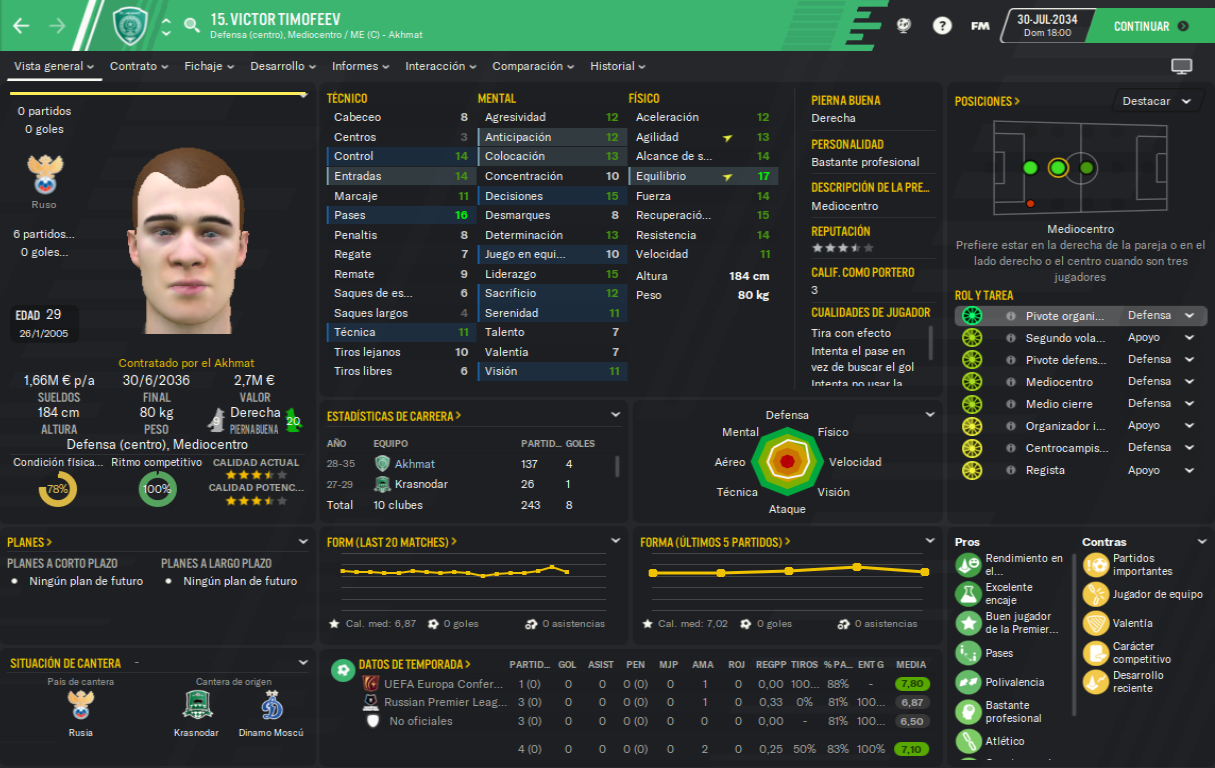 15. VICTOR TIMOFEEV
Defensa (centro), Mediocentro / ME (C) - Akhmat
?
FM
30-JUL-2034
Dom 18:00
CONTINUAR
Vista general
Contrato
Fichaje
Desarrollo
Informes
Interacción
Comparación
Historial
0 partidos
0 goles
Ruso
6 partidos...
0 goles...
EDAD 29
26/1/2005
Contratado por el Akhmat
1,66M € p/a
SUELDOS
30/6/2036
FINAL
2,7M €
VALOR
184 cm
ALTURA
80 kg
PESO
9
Derecha
PIERNA BUENA
20
Defensa (centro), Mediocentro
Condición física...
78%
Ritmo competitivo
100%
CALIDAD ACTUAL
CALIDAD POTENC...
TÉCNICO
Cabeceo 8
Centros 3
Control 14
Entradas 14
Marcaje 11
Pases 16
Penaltis 8
Regate 7
Remate 9
Saques de es... 6
Saques largos 4
Técnica 11
Tiros lejanos 10
Tiros libres 6
MENTAL
Agresividad 12
Anticipación 12
Colocación 13
Concentración 10
Decisiones 15
Desmarques 8
Determinación 13
Juego en equi... 10
Liderazgo 15
Sacrificio 12
Serenidad 11
Talento 7
Valentía 7
Visión 11
FÍSICO
Aceleración 12
Agilidad 13
Alcance de s... 14
Equilibrio 17
Fuerza 14
Recuperació... 15
Resistencia 14
Velocidad 11
Altura 184 cm
Peso 80 kg
PIERNA BUENA
Derecha
PERSONALIDAD
Bastante profesional
DESCRIPCIÓN DE LA PRE...
Mediocentro
REPUTACIÓN
CALIF. COMO PORTERO
3
CUALIDADES DE JUGADOR
Tira con efecto
Intenta el pase en
vez de buscar el gol
Intenta no usar la
POSICIONES >
Destacar
Mediocentro
Prefiere estar en la derecha de la pareja o en el
lado derecho o el centro cuando son tres
jugadores
ROL Y TAREA
Pivote organi... Defensa
Segundo vola... Apoyo
Pivote defens... Defensa
Mediocentro Defensa
Medio cierre Defensa
Organizador i... Apoyo
Centrocampis... Defensa
Regista Apoyo
ESTADÍSTICAS DE CARRERA >
AÑO EQUIPO PARTID... GOLES
28-35 Akhmat 137 4
27-29 Krasnodar 26 1
Total 10 clubes 243 8
Defensa
Físico
Velocidad
Visión
Ataque
Técnica
Aéreo
Mental
PLANES >
PLANES A CORTO PLAZO
Ningún plan de futuro
PLANES A LARGO PLAZO
Ningún plan de futuro
FORM (LAST 20 MATCHES) >
Cal. med: 6,87 0 goles 0 asistencias
FORMA (ÚLTIMOS 5 PARTIDOS) >
Cal. med: 7,02 0 goles 0 asistencias
Pros
Rendimiento en
el...
Excelente
encaje
Buen jugador
de la Premier...
Pases
Polivalencia
Bastante
profesional
Atlético
Contras
Partidos
importantes
Jugador de equipo
Valentía
Carácter
competitivo
Desarrollo
reciente
SITUACIÓN DE CANTERA -
País de cantera
Rusia
Cantera de origen
Krasnodar
Dinamo Moscú
DATOS DE TEMPORADA > PARTID... GOL ASIST PEN MJP AMA ROJ REGPP TIROS % PA... ENT G MEDIA
UEFA Europa Confer... 1 (0) 0 0 0 (0) 0 1 0 0,00 100... 88% - 7,80
Russian Premier Leag... 3 (0) 0 0 0 (0) 0 1 0 0,33 0% 81% 100... 6,87
No oficiales 3 (0) 0 0 0 (0) 0 0 0 0,00 - 81% 100... 6,50
4 (0) 0 0 0 (0) 0 2 0 0,25 50% 83% 100% 7,10